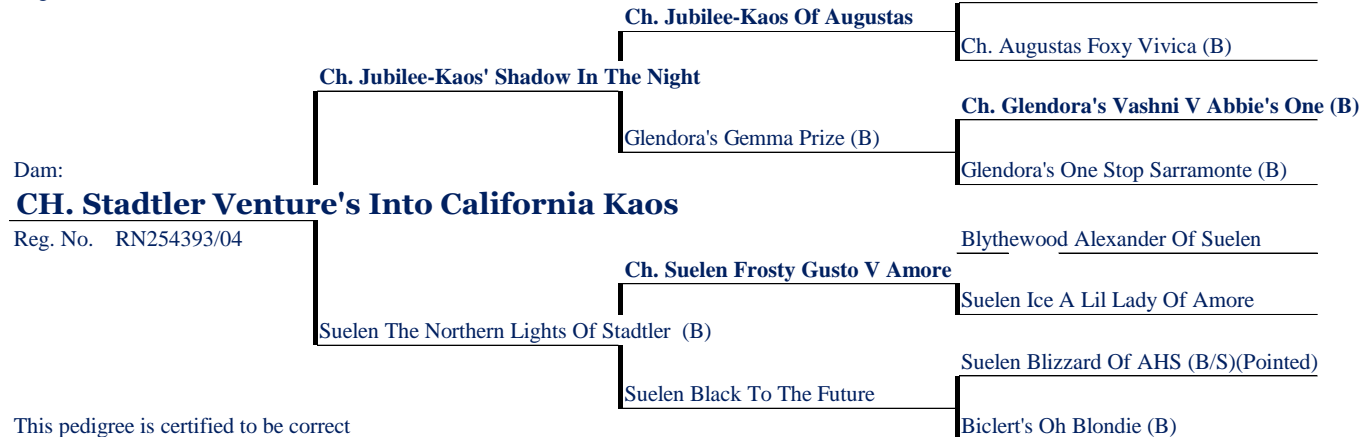 Ch. Jubilee-Kaos Of Augustas
Ch. Augustas Foxy Vivica (B)
Ch. Jubilee-Kaos' Shadow In The Night
Ch. Glendora's Vashni V Abbie's One (B)
Glendora's Gemma Prize (B)
Glendora's One Stop Sarramonte (B)
Dam:
CH. Stadtler Venture's Into California Kaos
Reg. No. RN254393/04
Blythewood Alexander Of Suelen
Ch. Suelen Frosty Gusto V Amore
Suelen Ice A Lil Lady Of Amore
Suelen The Northern Lights Of Stadtler (B)
Suelen Blizzard Of AHS (B/S)(Pointed)
Suelen Black To The Future
This pedigree is certified to be correct
Biclert's Oh Blondie (B)